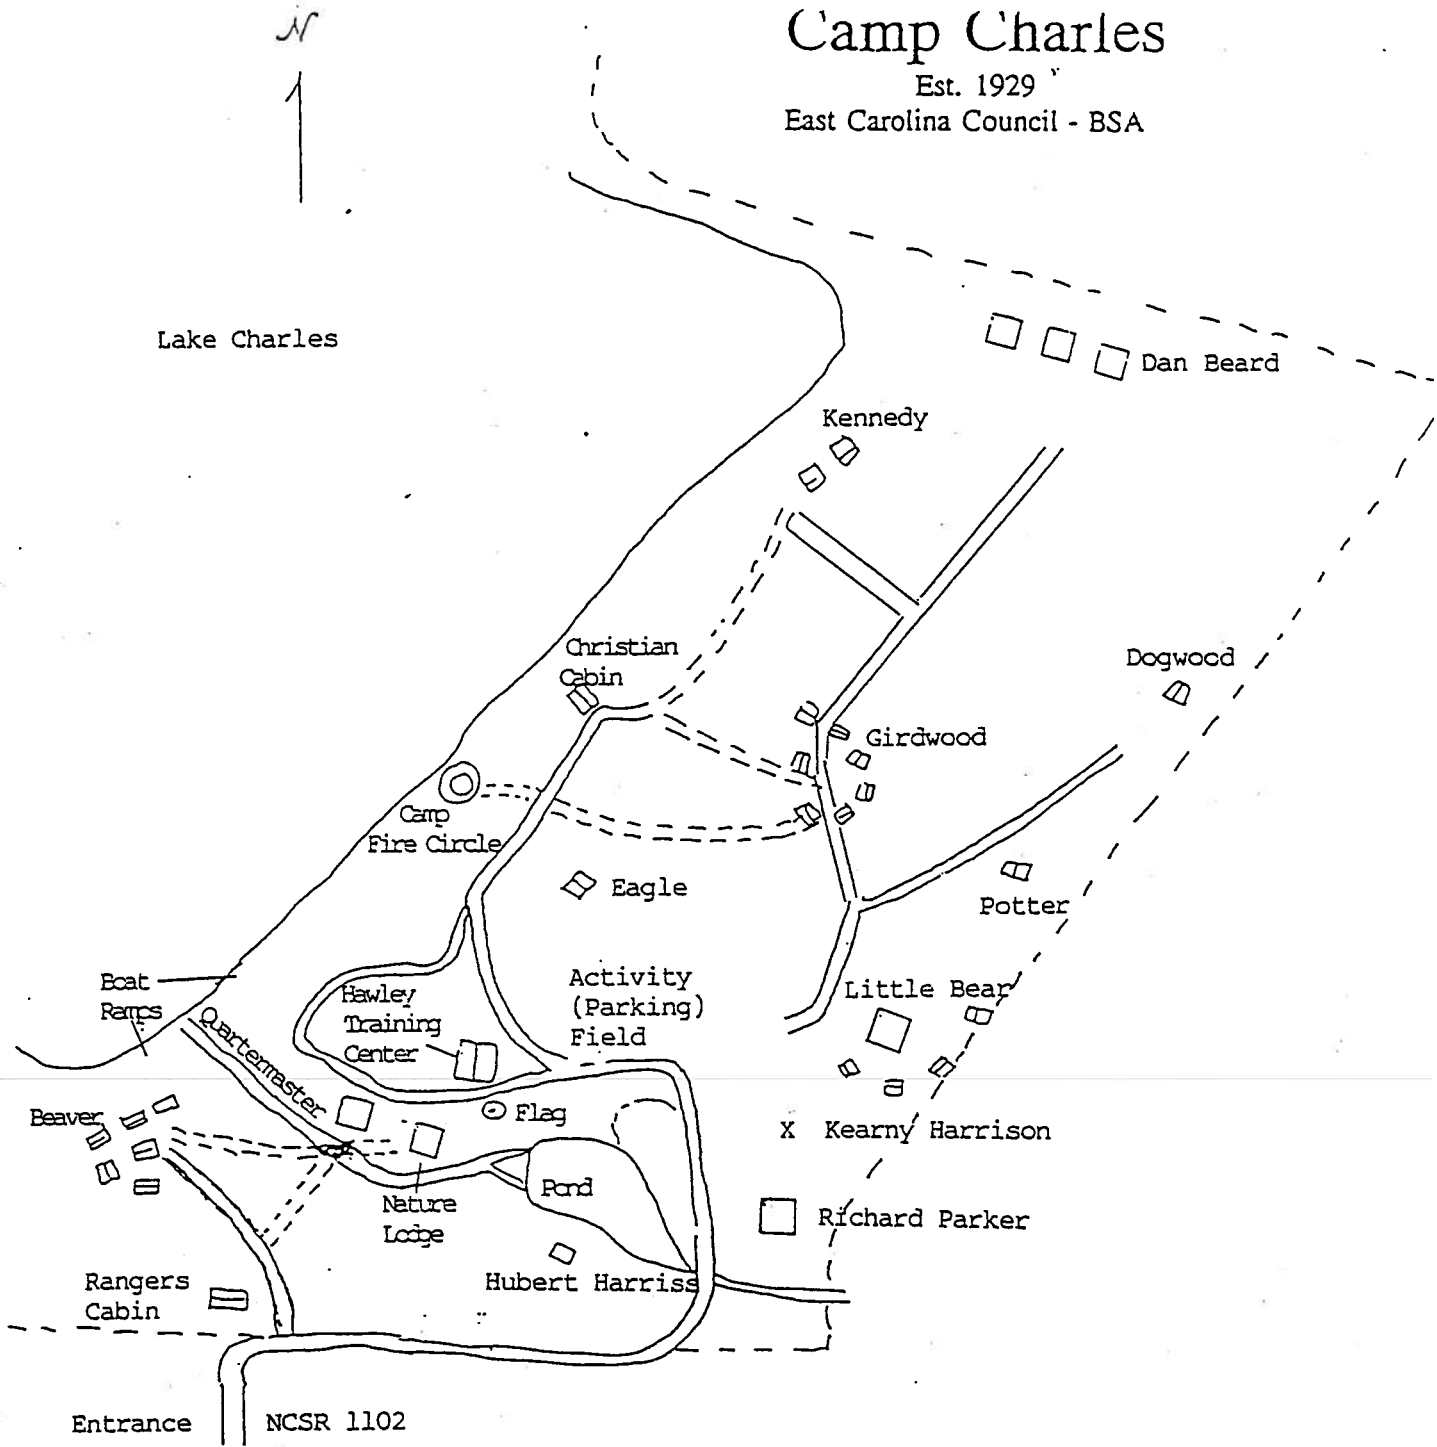 N
Camp Charles
Est. 1929
East Carolina Council - BSA
Lake Charles
Dan Beard
Kennedy
Christian
Cabin
Dogwood
Girdwood
Camp
Fire Circle
Eagle
Potter
Boat
Ramps
Quartermaster
Hawley
Training
Center
Activity
(Parking)
Field
Little Bear
Beaver
Flag
X Kearny Harrison
Pond
Nature
Lodge
Richard Parker
Hubert Harriss
Rangers
Cabin
Entrance
NCSR 1102